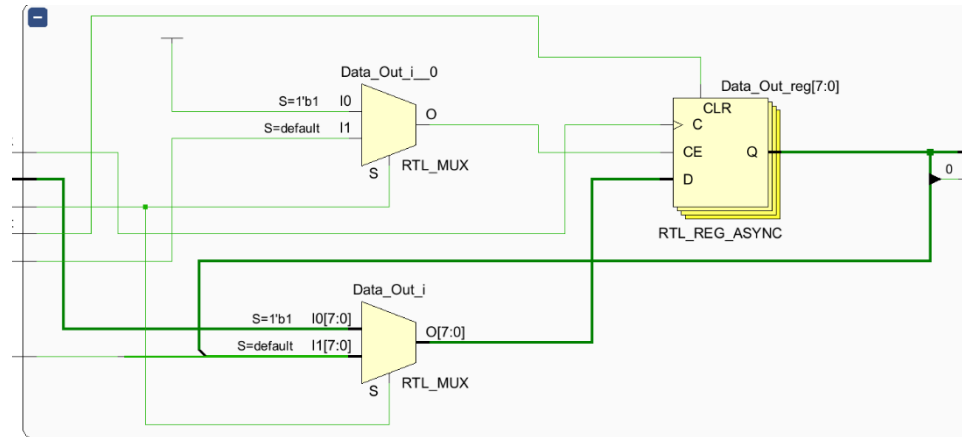 Data_Out_i__0
S=1'b1 I0
S=default I1
O
S
RTL_MUX
Data_Out_reg[7:0]
CLR
C
CE
Q
D
RTL_REG_ASYNC
0
Data_Out_i
S=1'b1 I0[7:0]
S=default I1[7:0]
O[7:0]
S
RTL_MUX